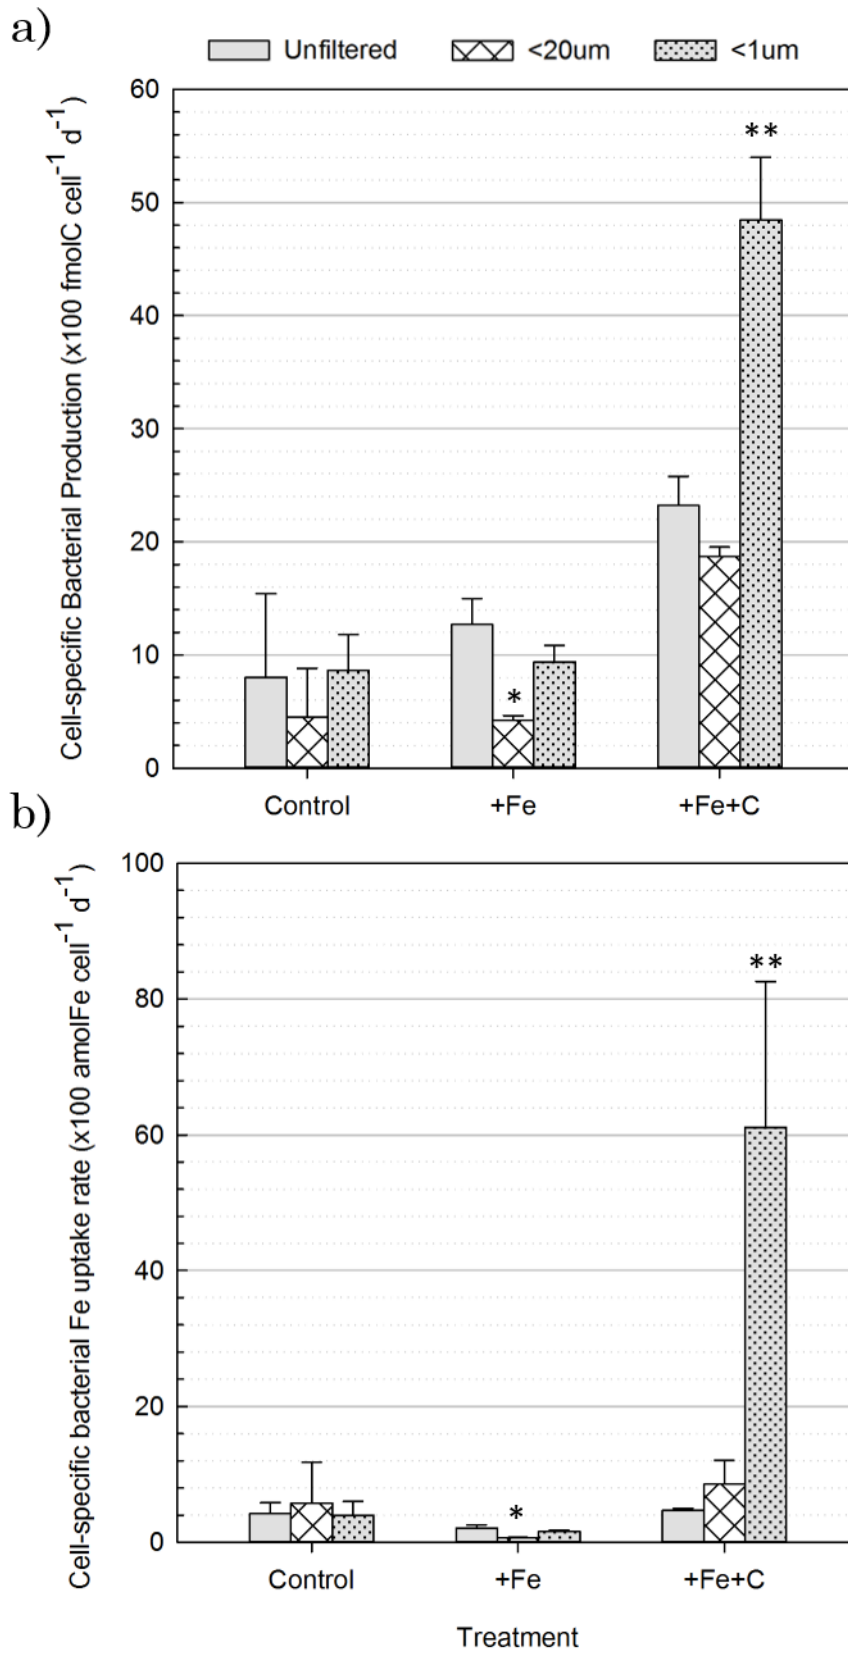 a)
Unfiltered <20um <1um
Cell-specific Bacterial Production (x100 fmolC cell⁻¹ d⁻¹)
60
**
50
40
30
20
10
*
0
Control +Fe +Fe+C
b)
Cell-specific bacterial Fe uptake rate (x100 amolFe cell⁻¹ d⁻¹)
100
**
80
60
40
20
*
0
Control +Fe +Fe+C
Treatment